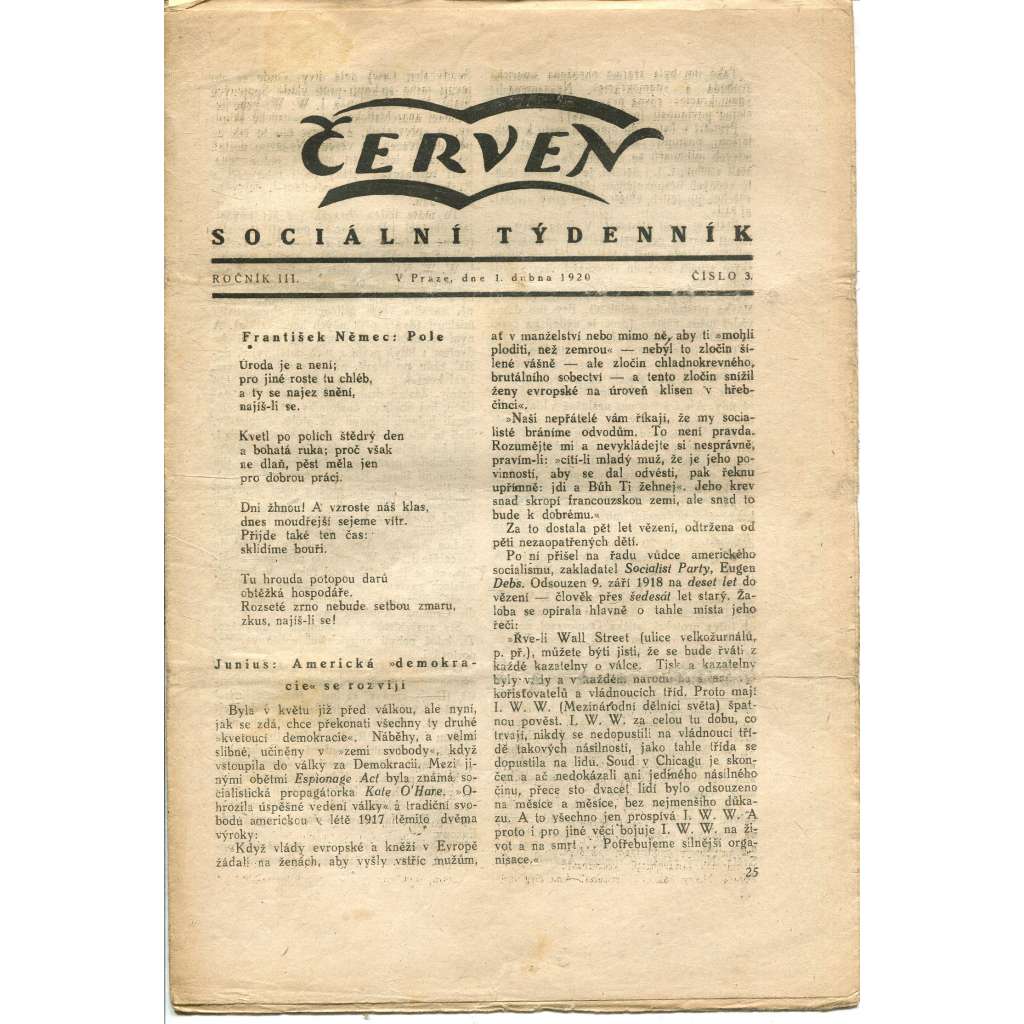 ČERVEN
SOCIÁLNÍ TÝDENNÍK
ROČNÍK III. V Praze, dne 1. dubna 1920 ČÍSLO 3.
František Němec: Pole
Úroda je a není;
pro jiné roste tu chléb,
a ty se najez snění,
najíš-li se.
Kvetl po polích štědrý den
a bohatá ruka; proč však
ne dlaň, pěst měla jen
pro dobrou práci.
Dni žhnou! A vzroste náš klas,
dnes moudřejší sejeme vítr.
Přijde také ten čas:
sklidíme bouři.
Tu hrouda potopou darů
obtěžká hospodáře.
Rozseté zrno nebude setbou zmaru,
zkus, najíš-li se!
Junius: Americká »demokra-
cie« se rozvíjí
Byla v květu již před válkou, ale nyní,
jak se zdá, chce překonati všechny ty druhé
»kvetoucí demokracie«. Náběhy, a velmi
slibné, učiněny v »zemi svobody«, když
vstoupila do války za Demokracii. Mezi ji-
nými obětmi Espionage Act byla známá so-
cialistická propagátorka Kate O'Hare. »O-
hrozila úspěšné vedení války« a tradiční svo-
bodu americkou v létě 1917 těmito dvěma
výroky:
»Když vlády evropské a kněží v Evropě
žádali na ženách, aby vyšly vstříc mužům,
ať v manželství nebo mimo ně, aby ti »mohli
ploditi, než zemrou« — nebyl to zločin ší-
lené vášně — ale zločin chladnokrevného,
brutálního sobectví — a tento zločin snížil
ženy evropské na úroveň klisen v hřeb-
činci«.
»Naši nepřátelé vám říkají, že my socia-
listé bráníme odvodům. To není pravda.
Rozumějte mi a nevykládejte si nesprávně,
pravím-li: »cítí-li mladý muž, že je jeho po-
vinností, aby se dal odvésti, pak řeknu
upřímně: jdi a Bůh Ti žehnej«. Jeho krev
snad skropí francouzskou zemi, ale snad to
bude k dobrému.«
Za to dostala pět let vězení, odtržena od
pěti nezaopatřených dětí.
Po ní přišel na řadu vůdce amerického
socialismu, zakladatel Socialist Party, Eugen
Debs. Odsouzen 9. září 1918 na deset let do
vězení — člověk přes šedesát let starý. Ža-
loba se opírala hlavně o tahle místa jeho
řeči:
»Řve-li Wall Street (ulice velkožurnálů,
p. př.), můžete býti jisti, že se bude řváti z
každé kazatelny o válce. Tisk a kazatelny
byly vždy a v každém národě na
kořisťovatelů a vládnoucích tříd. Proto mají
I. W. W. (Mezinárodní dělníci světa) špat-
nou pověst. I. W. W. za celou tu dobu, co
trvají, nikdy se nedopustili na vládnoucí tří-
dě takových násilností, jako tahle třída se
dopustila na lidu. Soud v Chicagu je skon-
čen a ač nedokázali ani jediného násilného
činu, přece sto dvacet lidí bylo odsouzeno
na měsíce a měsíce, bez nejmenšího důka-
zu. A to všechno jen prospívá I. W. W. A
proto i pro jiné věci bojuje I. W. W. na ži-
vot a na smrt... Potřebujeme silnější orga-
nisace.«
25